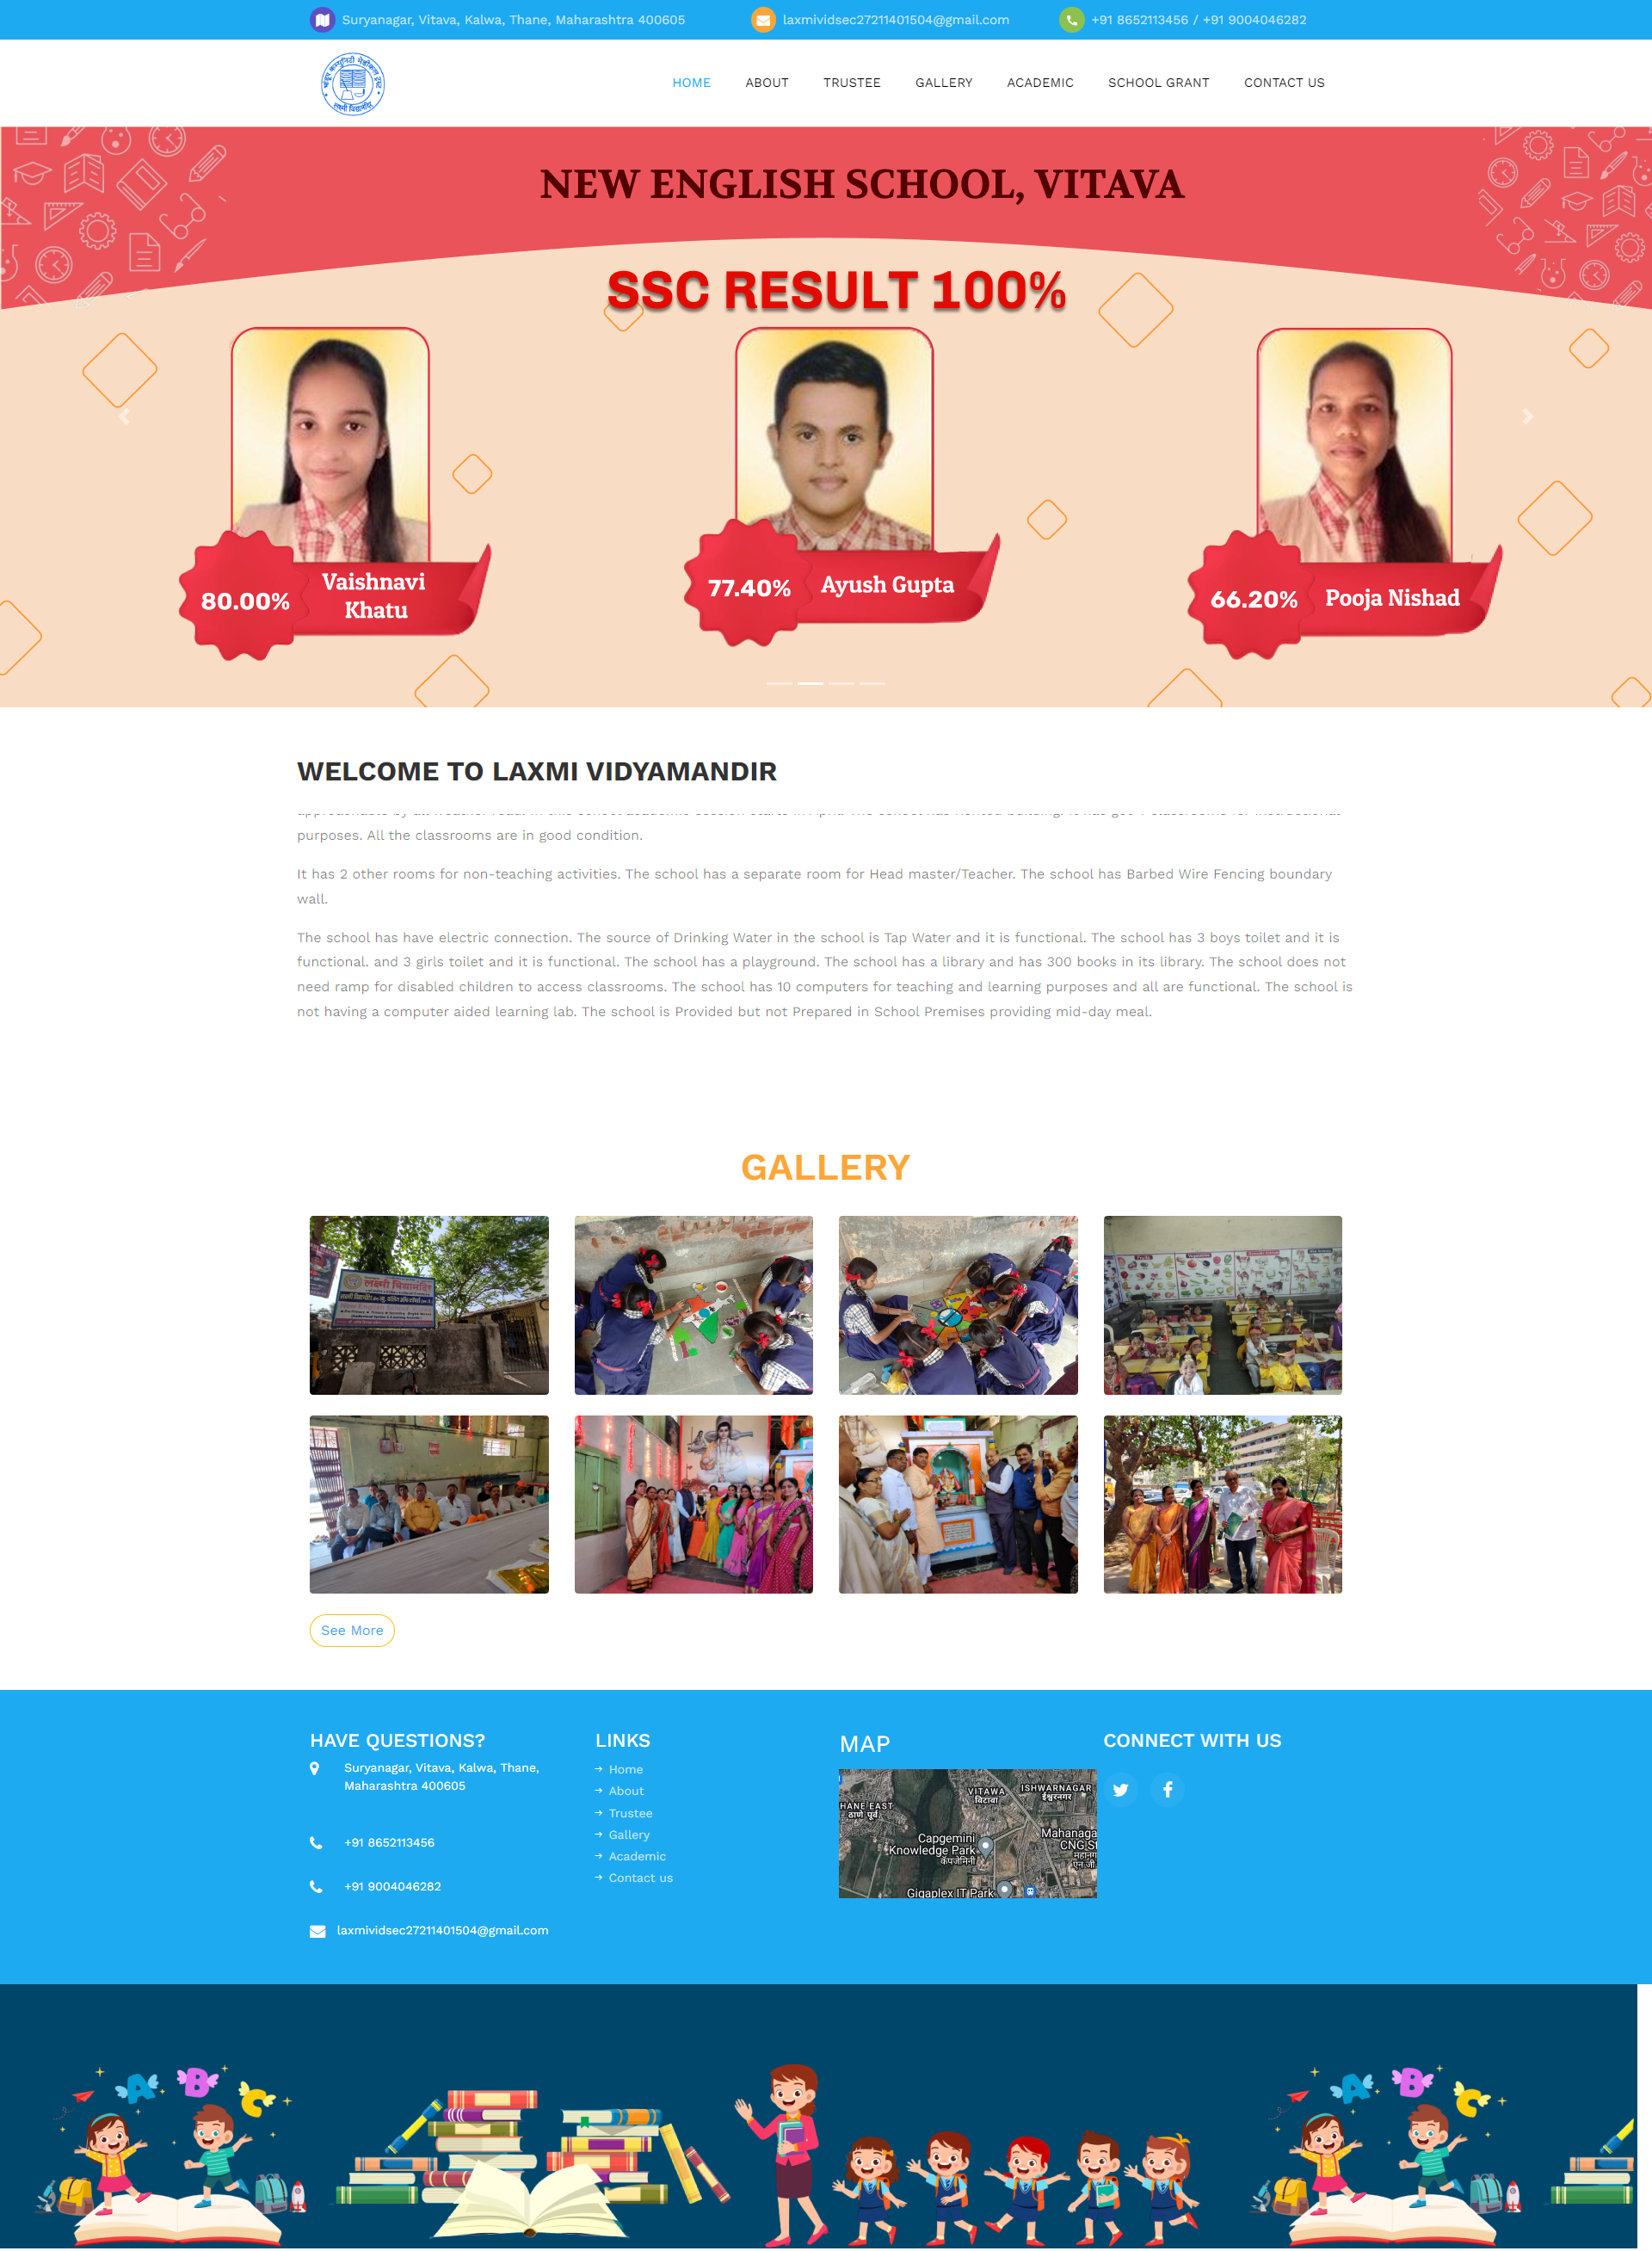 Suryanagar, Vitava, Kalwa, Thane, Maharashtra 400605
laxmividsec27211401504@gmail.com
+91 8652113456 / +91 9004046282
HOME
ABOUT
TRUSTEE
GALLERY
ACADEMIC
SCHOOL GRANT
CONTACT US
NEW ENGLISH SCHOOL, VITAVA
SSC RESULT 100%
80.00%
Vaishnavi
Khatu
77.40%
Ayush Gupta
66.20%
Pooja Nishad
WELCOME TO LAXMI VIDYAMANDIR
purposes. All the classrooms are in good condition.
It has 2 other rooms for non-teaching activities. The school has a separate room for Head master/Teacher. The school has Barbed Wire Fencing boundary
wall.
The school has have electric connection. The source of Drinking Water in the school is Tap Water and it is functional. The school has 3 boys toilet and it is
functional. and 3 girls toilet and it is functional. The school has a playground. The school has a library and has 300 books in its library. The school does not
need ramp for disabled children to access classrooms. The school has 10 computers for teaching and learning purposes and all are functional. The school is
not having a computer aided learning lab. The school is Provided but not Prepared in School Premises providing mid-day meal.
GALLERY
लक्ष्मी विद्यामंदिर
See More
HAVE QUESTIONS?
Suryanagar, Vitava, Kalwa, Thane,
Maharashtra 400605
+91 8652113456
+91 9004046282
laxmividsec27211401504@gmail.com
LINKS
Home
About
Trustee
Gallery
Academic
Contact us
MAP
VITAWA
विटावा
ISHWARNAGAR
ईश्वरनगर
HANE EAST
ठाणे पूर्व
Capgemini
Knowledge Park
कॅपजेमिनी
Mahanaga
CNG St
महानग
एन जी
Gigaplex IT Park
CONNECT WITH US
A
B
C
A
B
C